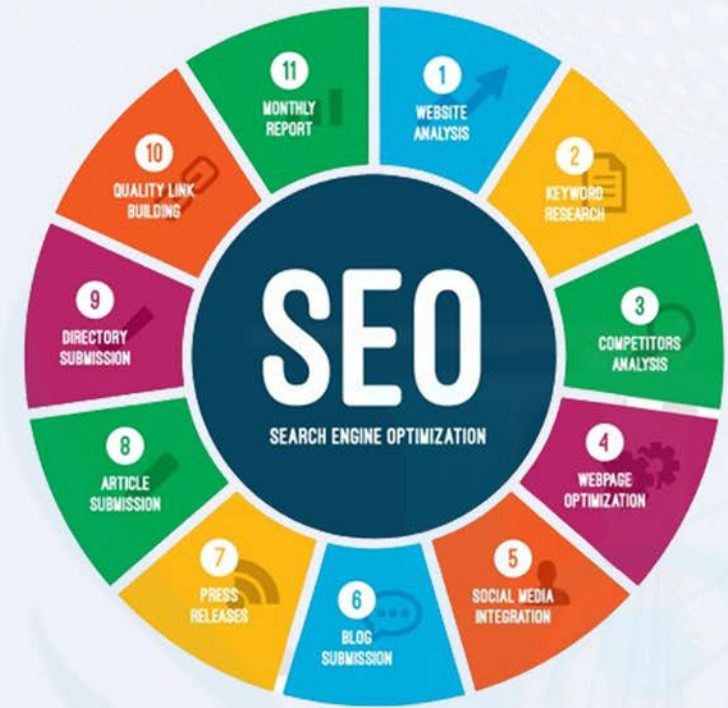 SEO
SEARCH ENGINE OPTIMIZATION
1
WEBSITE
ANALYSIS
2
KEYWORD
RESEARCH
3
COMPETITORS
ANALYSIS
4
WEBPAGE
OPTIMIZATION
5
SOCIAL MEDIA
INTEGRATION
6
BLOG
SUBMISSION
7
PRESS
RELEASES
8
ARTICLE
SUBMISSION
9
DIRECTORY
SUBMISSION
10
QUALITY LINK
BUILDING
11
MONTHLY
REPORT